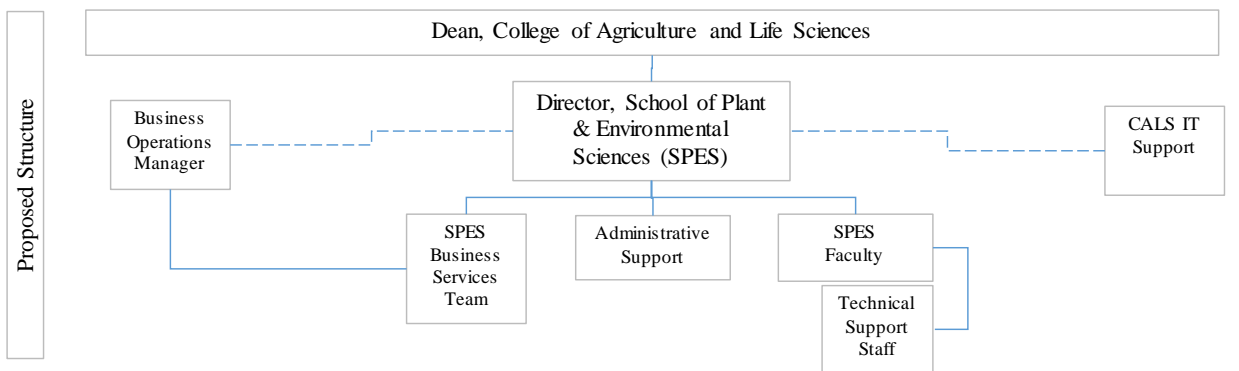 Proposed Structure
Dean, College of Agriculture and Life Sciences
Director, School of Plant
& Environmental
Sciences (SPES)
Business
Operations
Manager
CALS IT
Support
SPES
Business
Services
Team
Administrative
Support
SPES
Faculty
Technical
Support
Staff